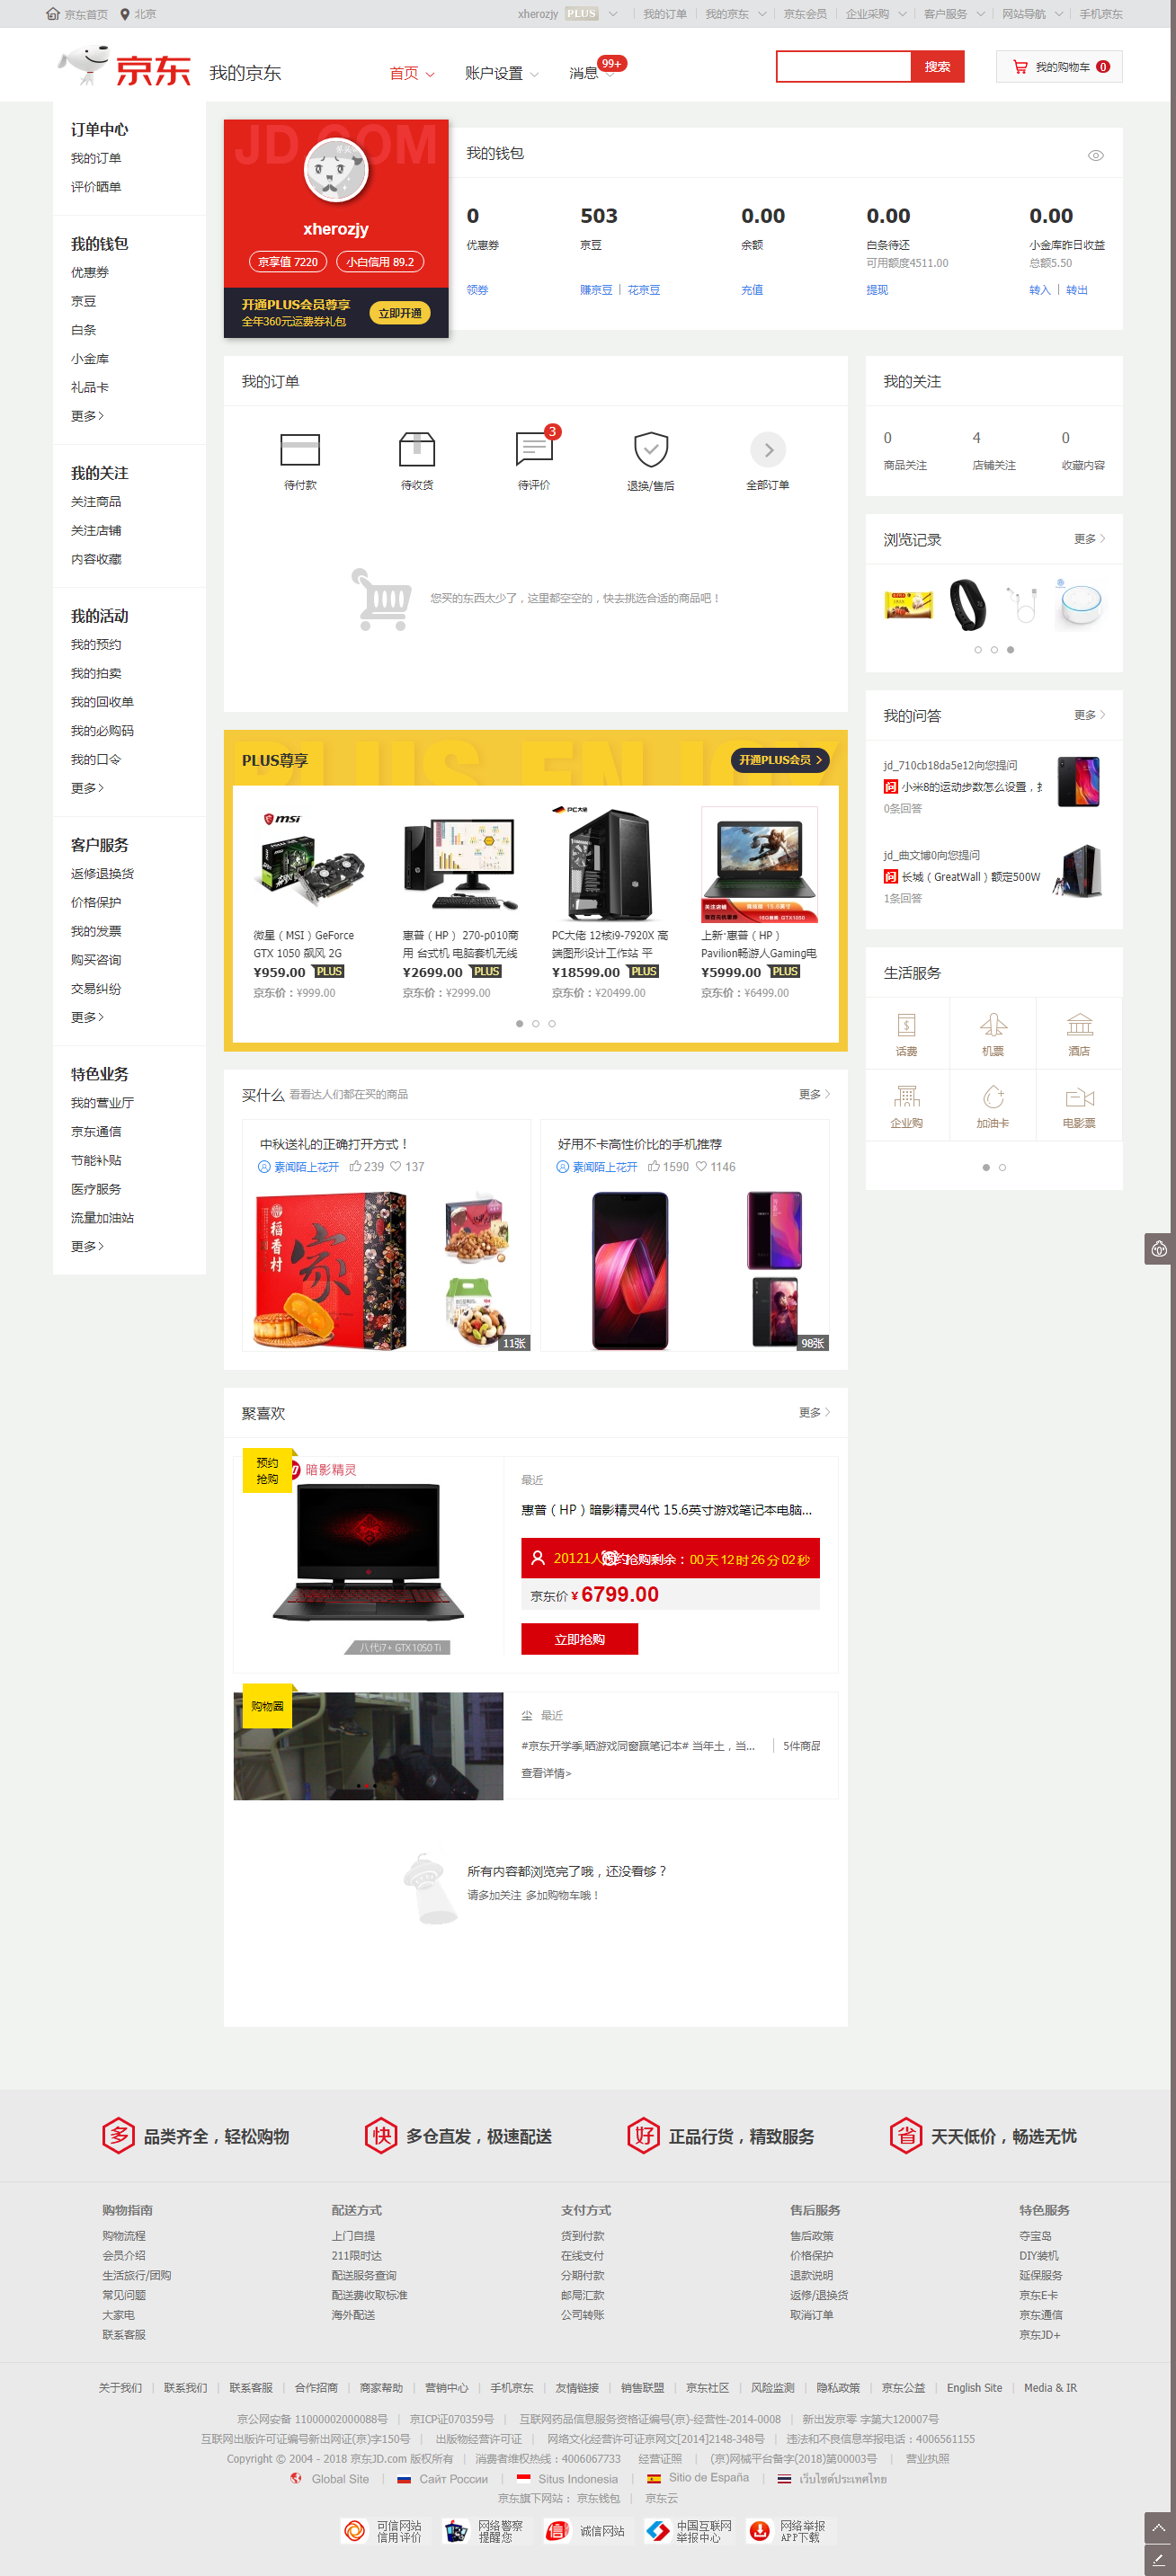 京东首页 北京
xherozjy PLUS 我的订单 我的京东 京东会员 企业采购 客户服务 网站导航 手机京东
京东 我的京东 首页 账户设置 消息 99+ 搜索 我的购物车 0
订单中心
我的订单
评价晒单
我的钱包
优惠券
京豆
白条
小金库
礼品卡
更多>
我的关注
关注商品
关注店铺
内容收藏
我的活动
我的预约
我的拍卖
我的回收单
我的必购码
我的口令
更多>
客户服务
返修退换货
价格保护
我的发票
购买咨询
交易纠纷
更多>
特色业务
我的营业厅
京东通信
节能补贴
医疗服务
流量加油站
更多>
JD.COM
xherozjy
京享值 7220 小白信用 89.2
开通PLUS会员尊享
全年360元运费券礼包
立即开通
我的钱包
0 503 0.00 0.00 0.00
优惠券 京豆 余额 白条待还 小金库昨日收益
可用额度4511.00 总额5.50
领券 赚京豆 | 花京豆 充值 提现 转入 | 转出
我的订单
3
待付款 待收货 待评价 退换/售后 全部订单
您买的东西太少了，这里都空空的，快去挑选合适的商品吧！
我的关注
0 4 0
商品关注 店铺关注 收藏内容
浏览记录 更多>
我的问答 更多>
jd_710cb18da5e12向您提问
问 小米8的运动步数怎么设置，
0条回答
jd_曲文博0向您提问
问 长城（GreatWall）额定500W
1条回答
生活服务
话费 机票 酒店
企业购 加油卡 电影票
PLUS ENJOY
PLUS尊享 开通PLUS会员 >
msi
PC大佬
微星（MSI）GeForce
GTX 1050 飙风 2G
¥959.00 PLUS
京东价：¥999.00
惠普（HP） 270-p010商
用 台式机 电脑套机无线
¥2699.00 PLUS
京东价：¥2999.00
PC大佬 12核i9-7920X 高
端图形设计工作站 平
¥18599.00 PLUS
京东价：¥20499.00
上新·惠普（HP）
Pavilion畅游人Gaming电
¥5999.00 PLUS
京东价：¥6499.00
买什么 看看达人们都在买的商品 更多>
中秋送礼的正确打开方式！
素闻陌上花开 239 137
稻香村
家
11张
好用不卡高性价比的手机推荐
素闻陌上花开 1590 1146
98张
聚喜欢 更多>
预约
抢购
暗影精灵
八代i7+ GTX1050 Ti
最近
惠普（HP）暗影精灵4代 15.6英寸游戏笔记本电脑...
20121人预约 抢购剩余：00天12时26分02秒
京东价 ¥ 6799.00
立即抢购
购物圈
尘 最近
#京东开学季,晒游戏同窗赢笔记本# 当年土，当... 5件商品
查看详情>
所有内容都浏览完了哦，还没看够？
请多加关注 多加购物车哦！
多 品类齐全，轻松购物
快 多仓直发，极速配送
好 正品行货，精致服务
省 天天低价，畅选无忧
购物指南
购物流程
会员介绍
生活旅行/团购
常见问题
大家电
联系客服
配送方式
上门自提
211限时达
配送服务查询
配送费收取标准
海外配送
支付方式
货到付款
在线支付
分期付款
邮局汇款
公司转账
售后服务
售后政策
价格保护
退款说明
返修/退换货
取消订单
特色服务
夺宝岛
DIY装机
延保服务
京东E卡
京东通信
京东JD+
关于我们 | 联系我们 | 联系客服 | 合作招商 | 商家帮助 | 营销中心 | 手机京东 | 友情链接 | 销售联盟 | 京东社区 | 风险监测 | 隐私政策 | 京东公益 | English Site | Media & IR
京公网安备 11000002000088号 | 京ICP证070359号 | 互联网药品信息服务资格证编号(京)-经营性-2014-0008 | 新出发京零 字第大120007号
互联网出版许可证编号新出网证(京)字150号 | 出版物经营许可证 | 网络文化经营许可证京网文[2014]2148-348号 | 违法和不良信息举报电话：4006561155
Copyright © 2004 - 2018 京东JD.com 版权所有 | 消费者维权热线：4006067733 经营证照 | (京)网械平台备字(2018)第00003号 | 营业执照
Global Site | Сайт России | Situs Indonesia | Sitio de España | เว็บไซต์ประเทศไทย
京东旗下网站： 京东钱包 | 京东云
可信网站
信用评价
网络警察
提醒您
诚信网站
中国互联网
举报中心
网络举报
APP下载